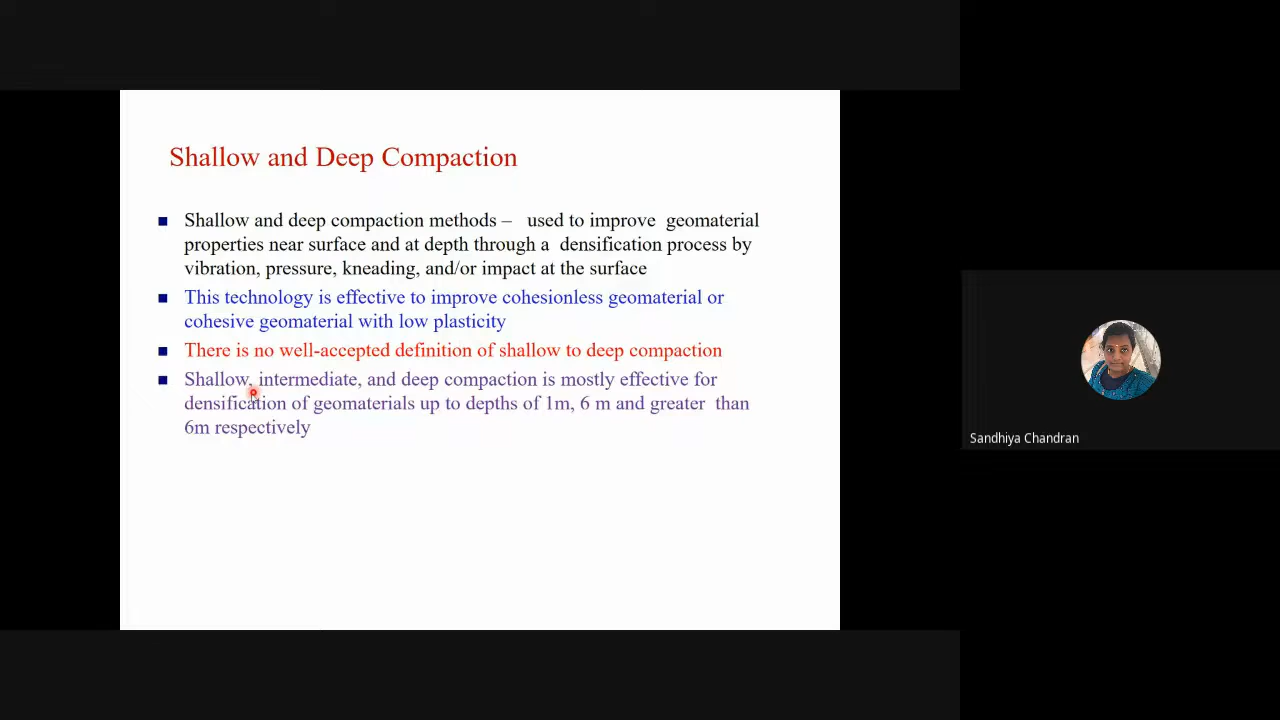 Shallow and Deep Compaction
Shallow and deep compaction methods – used to improve geomaterial
properties near surface and at depth through a densification process by
vibration, pressure, kneading, and/or impact at the surface
This technology is effective to improve cohesionless geomaterial or
cohesive geomaterial with low plasticity
There is no well-accepted definition of shallow to deep compaction
Shallow, intermediate, and deep compaction is mostly effective for
densification of geomaterials up to depths of 1m, 6 m and greater than
6m respectively
Sandhiya Chandran